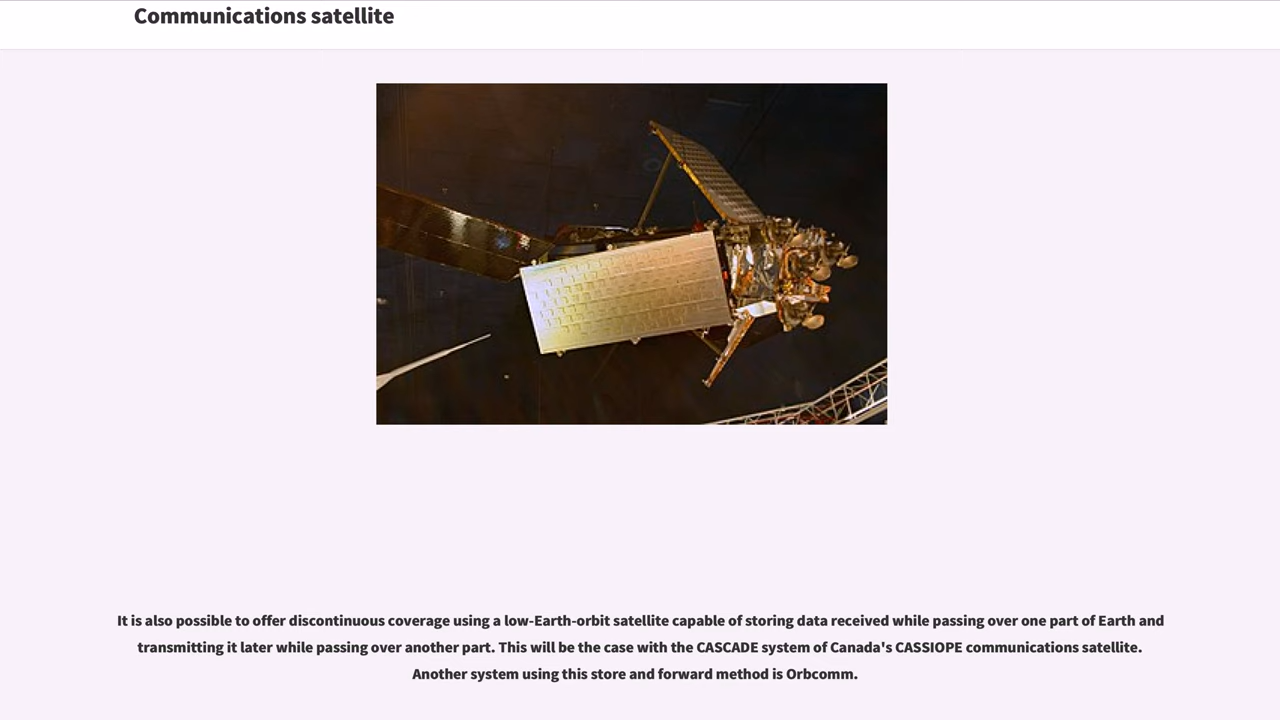 Communications satellite
It is also possible to offer discontinuous coverage using a low-Earth-orbit satellite capable of storing data received while passing over one part of Earth and
transmitting it later while passing over another part. This will be the case with the CASCADE system of Canada's CASSIOPE communications satellite.
Another system using this store and forward method is Orbcomm.